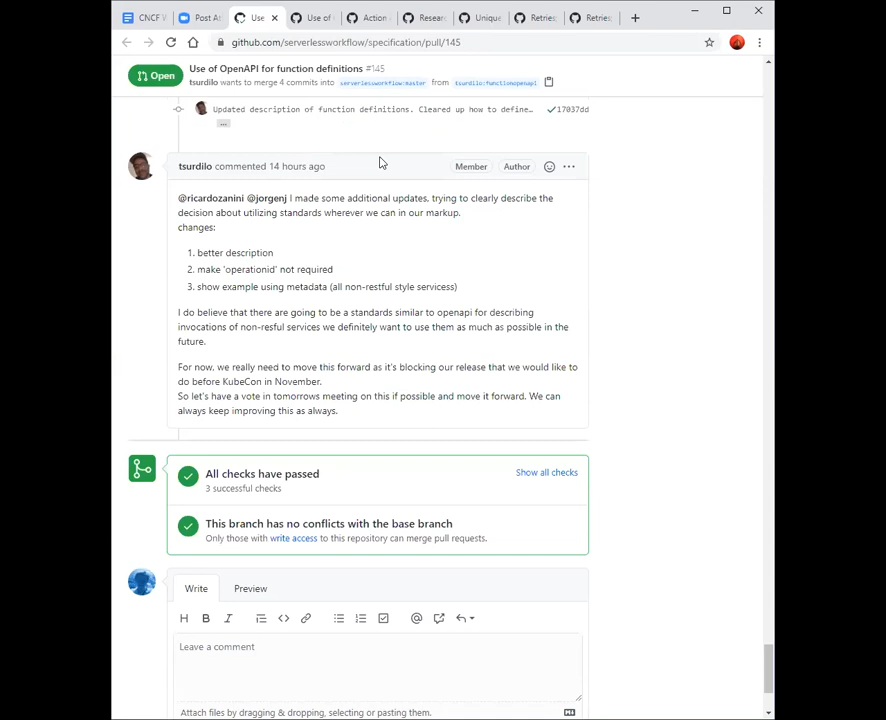 CNCF
Post At
Use
Use of
Action
Researc
Unique
Retries
Retries
github.com/serverlessworkflow/specification/pull/145
Open
Use of OpenAPI for function definitions #145
tsurdilo wants to merge 4 commits into serverlessworkflow:master from tsurdilo:functionopenapi
Updated description of function definitions. Cleared up how to define… 17037dd
...
tsurdilo commented 14 hours ago
Member
Author
@ricardozanini @jorgenj I made some additional updates, trying to clearly describe the
decision about utilizing standards wherever we can in our markup.
changes:
1. better description
2. make 'operationid' not required
3. show example using metadata (all non-restful style servicess)
I do believe that there are going to be a standards similar to openapi for describing
invocations of non-resful services we definitely want to use them as much as possible in the
future.
For now, we really need to move this forward as it's blocking our release that we would like to
do before KubeCon in November.
So let's have a vote in tomorrows meeting on this if possible and move it forward. We can
always keep improving this as always.
All checks have passed
Show all checks
3 successful checks
This branch has no conflicts with the base branch
Only those with write access to this repository can merge pull requests.
Write
Preview
Leave a comment
Attach files by dragging & dropping, selecting or pasting them.